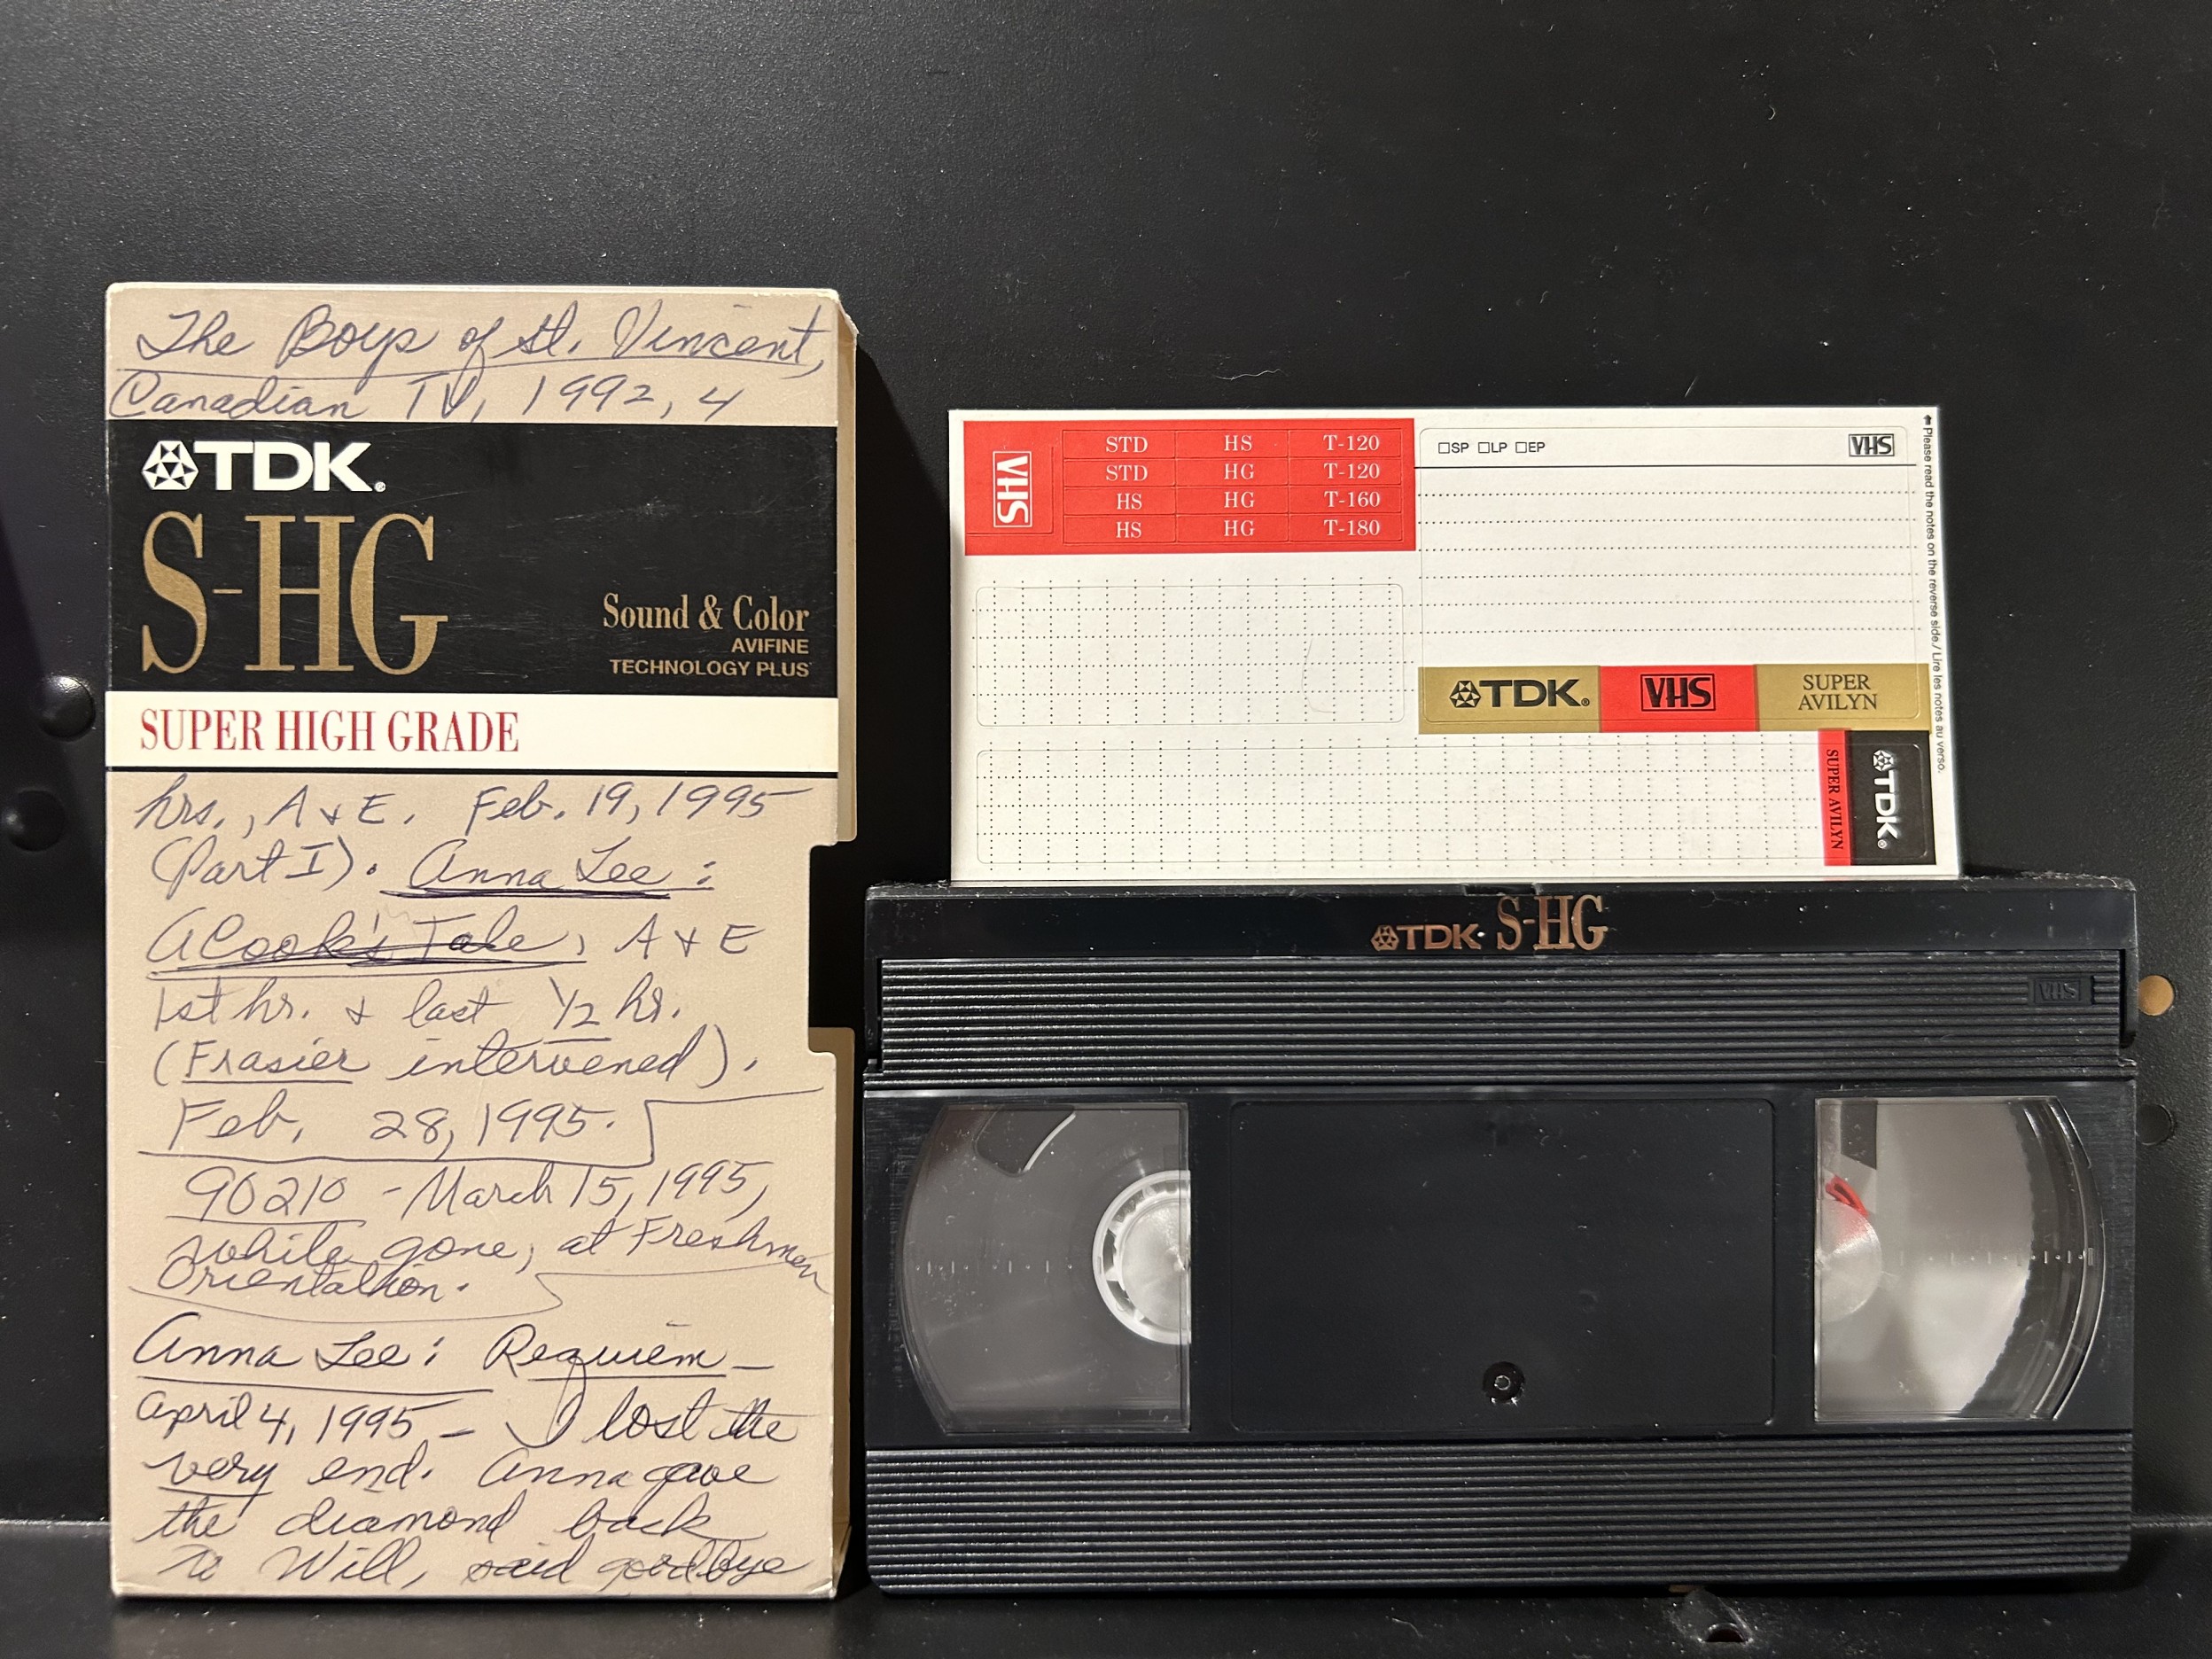 The Boys of St. Vincent,
Canadian TV, 1992, 4
TDK.
S-HG
Sound & Color
AVIFINE
TECHNOLOGY PLUS
SUPER HIGH GRADE
hrs., A & E. Feb. 19, 1995
(Part I). Anna Lee:
A Cook's Tale, A & E
1st hr. & last 1/2 hr.
(Frasier intervened).
Feb. 28, 1995.
90210 - March 15, 1995,
while gone, at Freshmen
Orientation.
Anna Lee: Requiem -
April 4, 1995 - I lost the
very end. Anna gave
the diamond back
to Will, said goodbye
VHS
STD HS T-120
STD HG T-120
HS HG T-160
HS HG T-180
□SP □LP □EP
VHS
TDK. VHS SUPER AVILYN
SUPER AVILYN TDK.
Please read the notes on the reverse side./Lire les notes au verso.
TDK. S-HG
VHS